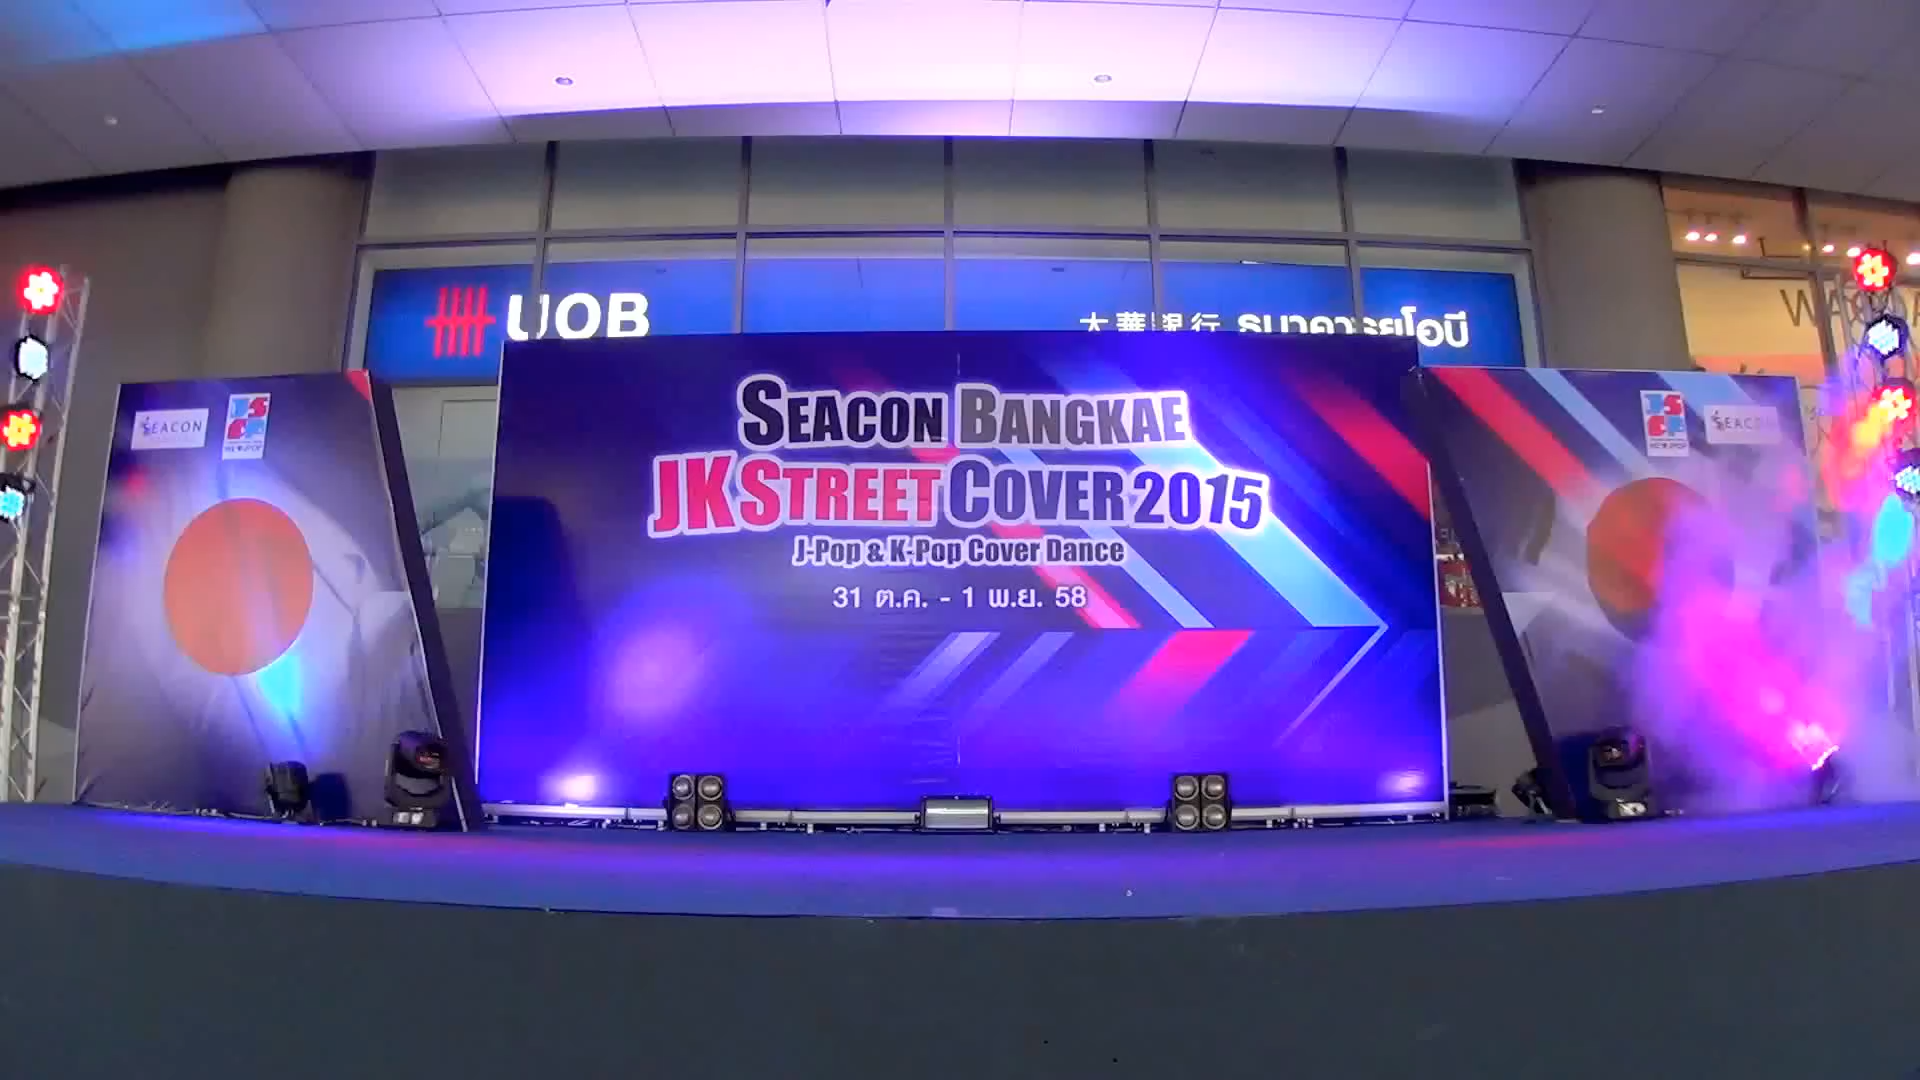 UOB
大華銀行 ธนาคารยูโอบี
SEACON
SEACON BANGKAE
JK STREET COVER 2015
J-Pop & K-Pop Cover Dance
31 ต.ค. - 1 พ.ย. 58
SEACON
WACOA